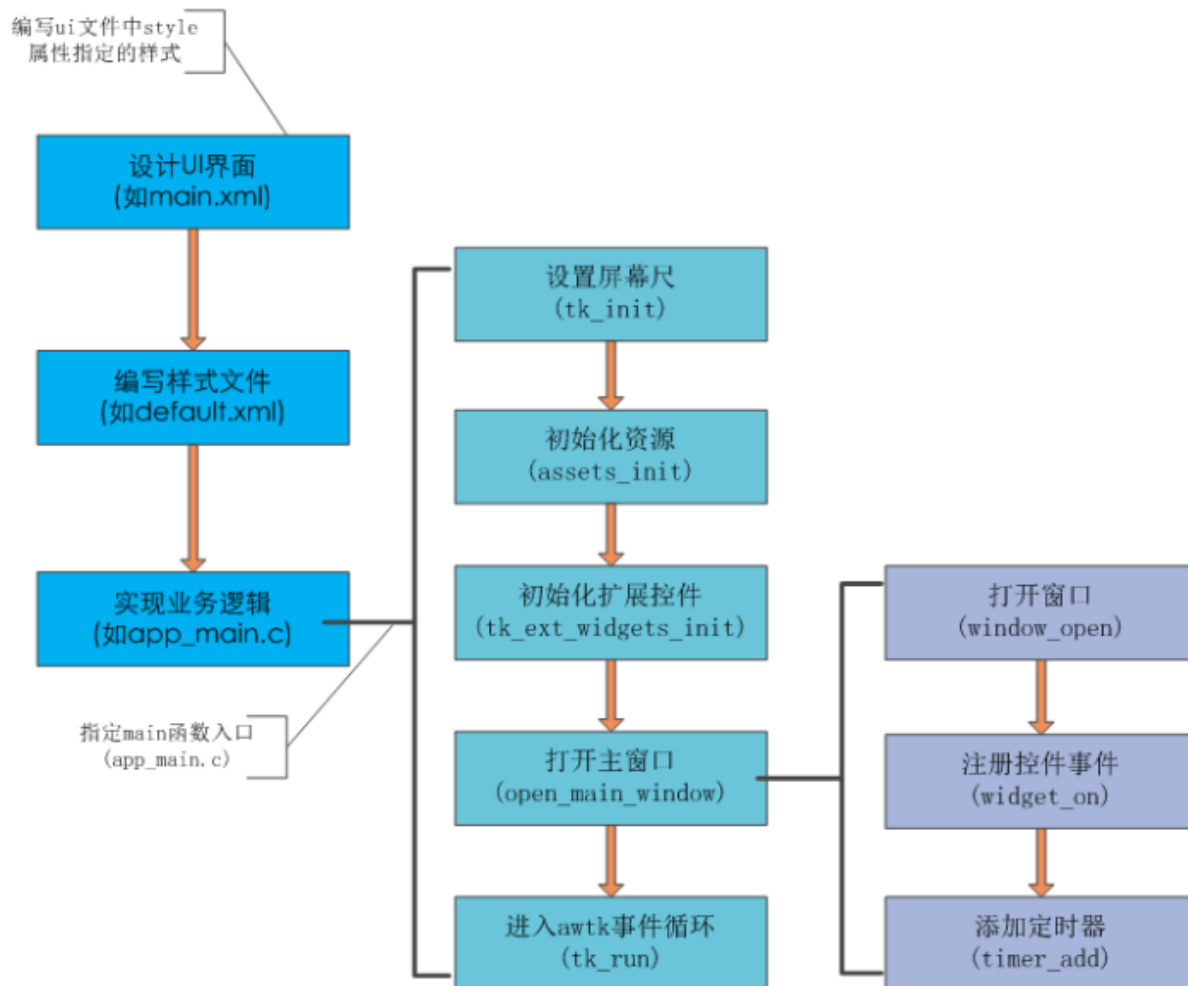 编写ui文件中style
属性指定的样式
设计UI界面
(如main.xml)
编写样式文件
(如default.xml)
实现业务逻辑
(如app_main.c)
指定main函数入口
(app_main.c)
设置屏幕尺
(tk_init)
初始化资源
(assets_init)
初始化扩展控件
(tk_ext_widgets_init)
打开主窗口
(open_main_window)
进入awtk事件循环
(tk_run)
打开窗口
(window_open)
注册控件事件
(widget_on)
添加定时器
(timer_add)